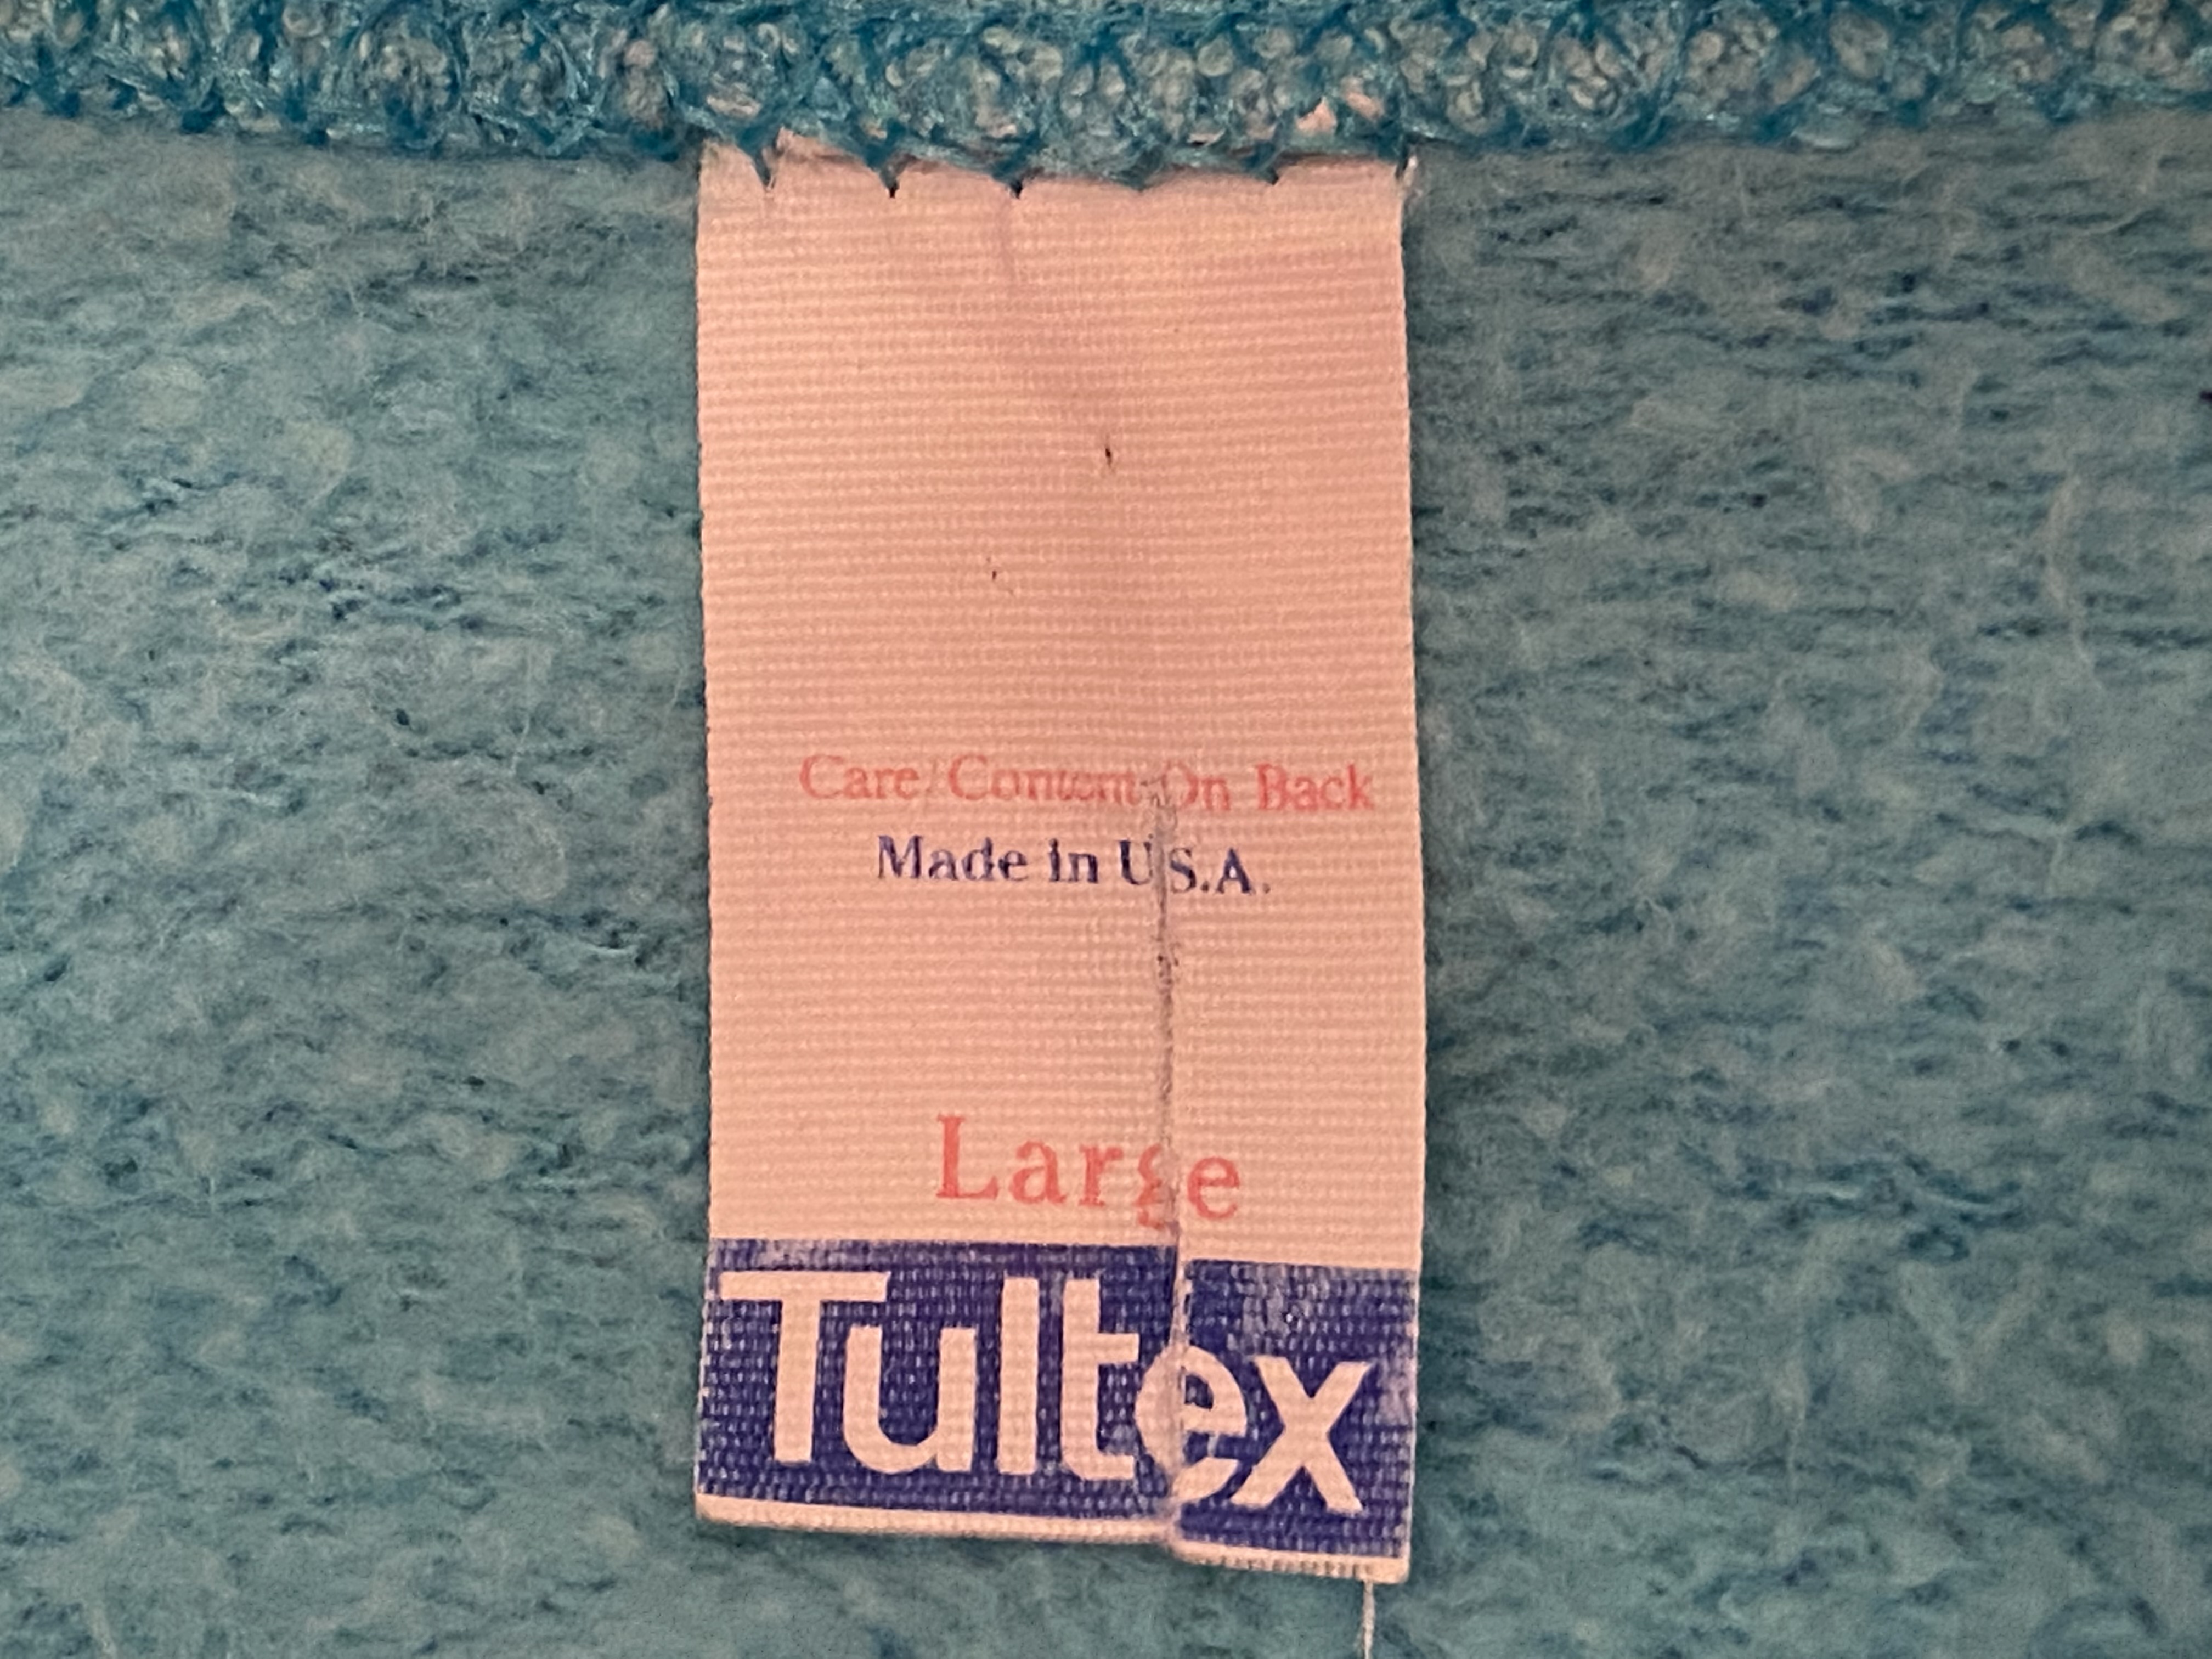 Care/Content On Back
Made in U.S.A.
Large
Tultex